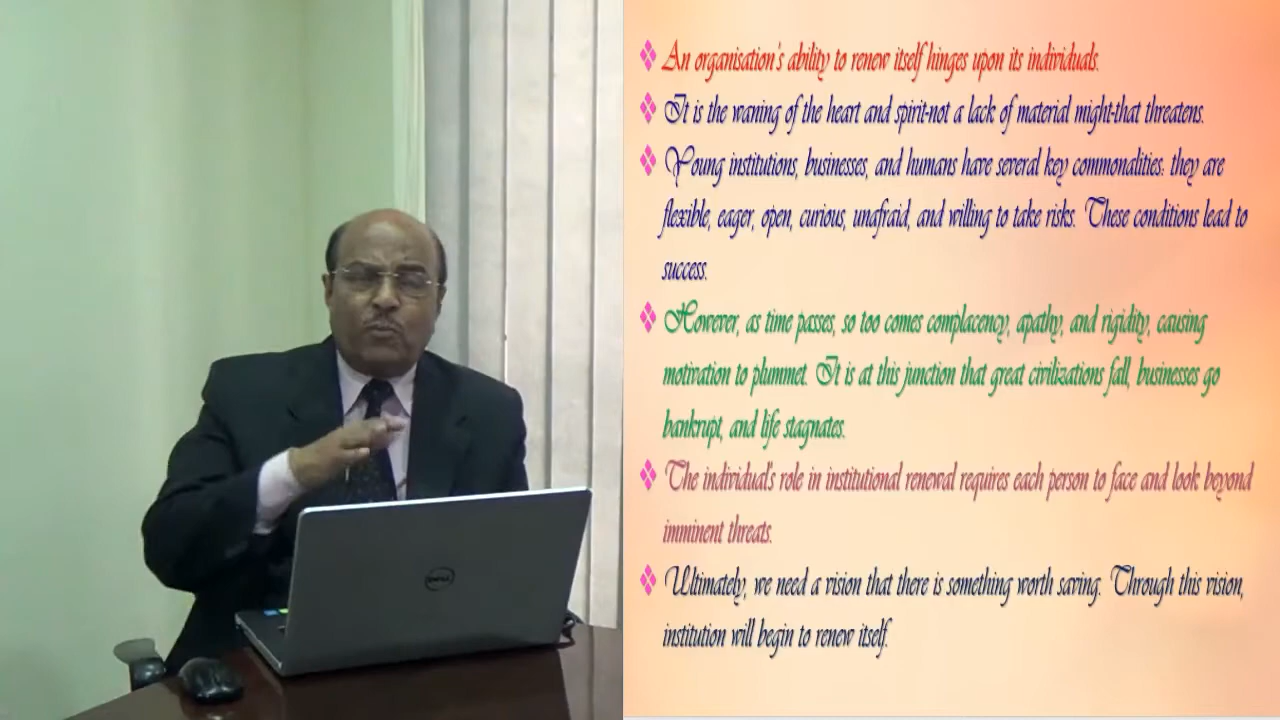 An organisation's ability to renew itself hinges upon its individuals.
It is the waning of the heart and spirit-not a lack of material might-that threatens.
Young institutions, businesses, and humans have several key commonalities: they are
flexible, eager, open, curious, unafraid, and willing to take risks. These conditions lead to
success.
However, as time passes, so too comes complacency, apathy, and rigidity, causing
motivation to plummet. It is at this junction that great civilizations fall, businesses go
bankrupt, and life stagnates.
The individual's role in institutional renewal requires each person to face and look beyond
imminent threats.
Ultimately, we need a vision that there is something worth saving. Through this vision,
institution will begin to renew itself.
DELL